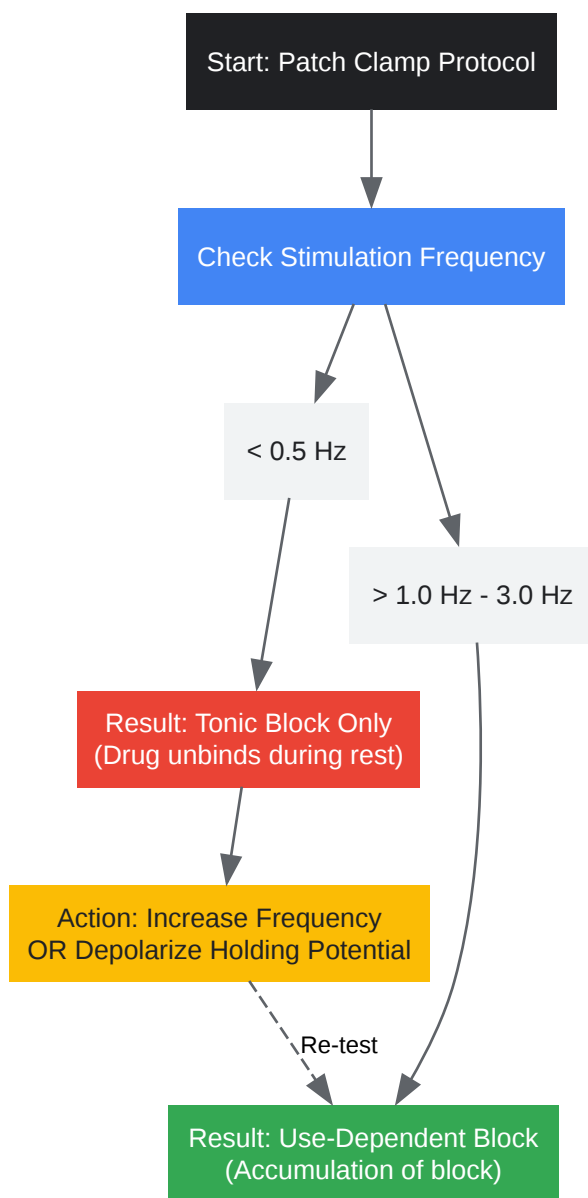 Start: Patch Clamp Protocol
Check Stimulation Frequency
< 0.5 Hz
> 1.0 Hz - 3.0 Hz
Result: Tonic Block Only
(Drug unbinds during rest)
Action: Increase Frequency
OR Depolarize Holding Potential
Re-test
Result: Use-Dependent Block
(Accumulation of block)